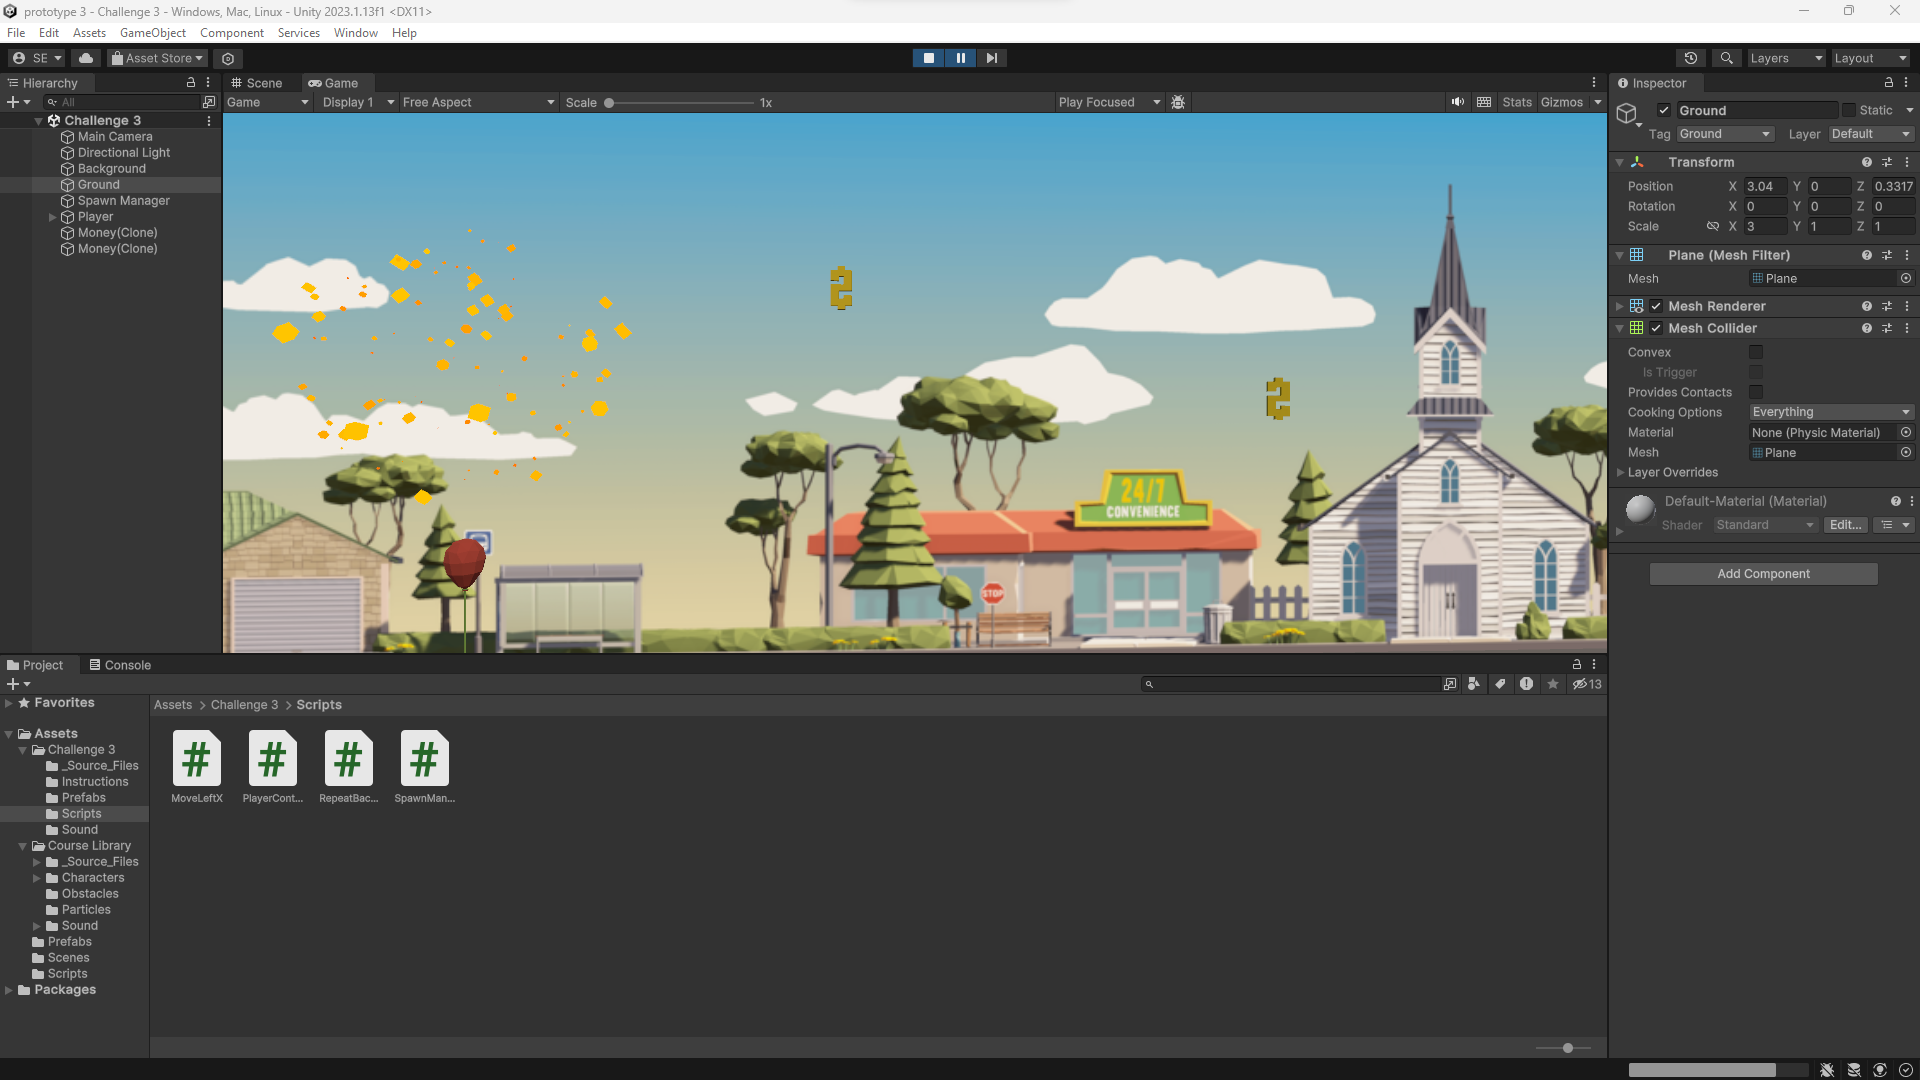 prototype 3 - Challenge 3 - Windows, Mac, Linux - Unity 2023.1.13f1 <DX11>
File Edit Assets GameObject Component Services Window Help
SE Asset Store Layers Layout
Hierarchy
All
Challenge 3
Main Camera
Directional Light
Background
Ground
Spawn Manager
Player
Money(Clone)
Money(Clone)
Scene Game
Game Display 1 Free Aspect Scale 1x Play Focused Stats Gizmos
24/7
CONVENIENCE
STOP
Inspector
Ground Static
Tag Ground Layer Default
Transform
Position X 3.04 Y 0 Z 0.3317
Rotation X 0 Y 0 Z 0
Scale X 3 Y 1 Z 1
Plane (Mesh Filter)
Mesh Plane
Mesh Renderer
Mesh Collider
Convex
Is Trigger
Provides Contacts
Cooking Options Everything
Material None (Physic Material)
Mesh Plane
Layer Overrides
Default-Material (Material)
Shader Standard Edit...
Add Component
Project Console
13
Favorites
Assets
Challenge 3
_Source_Files
Instructions
Prefabs
Scripts
Sound
Course Library
_Source_Files
Characters
Obstacles
Particles
Sound
Prefabs
Scenes
Scripts
Packages
Assets > Challenge 3 > Scripts
MoveLeftX PlayerCont... RepeatBac... SpawnMan...